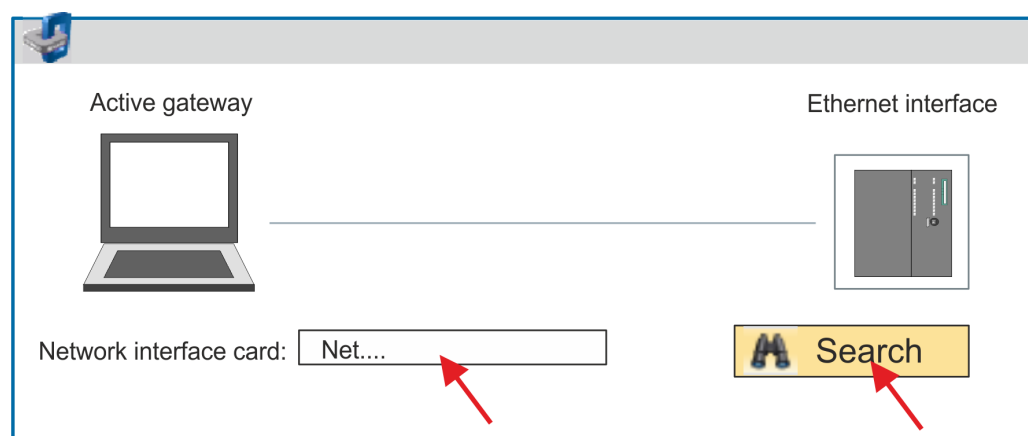 Active gateway
Ethernet interface
Network interface card:
Net....
Search